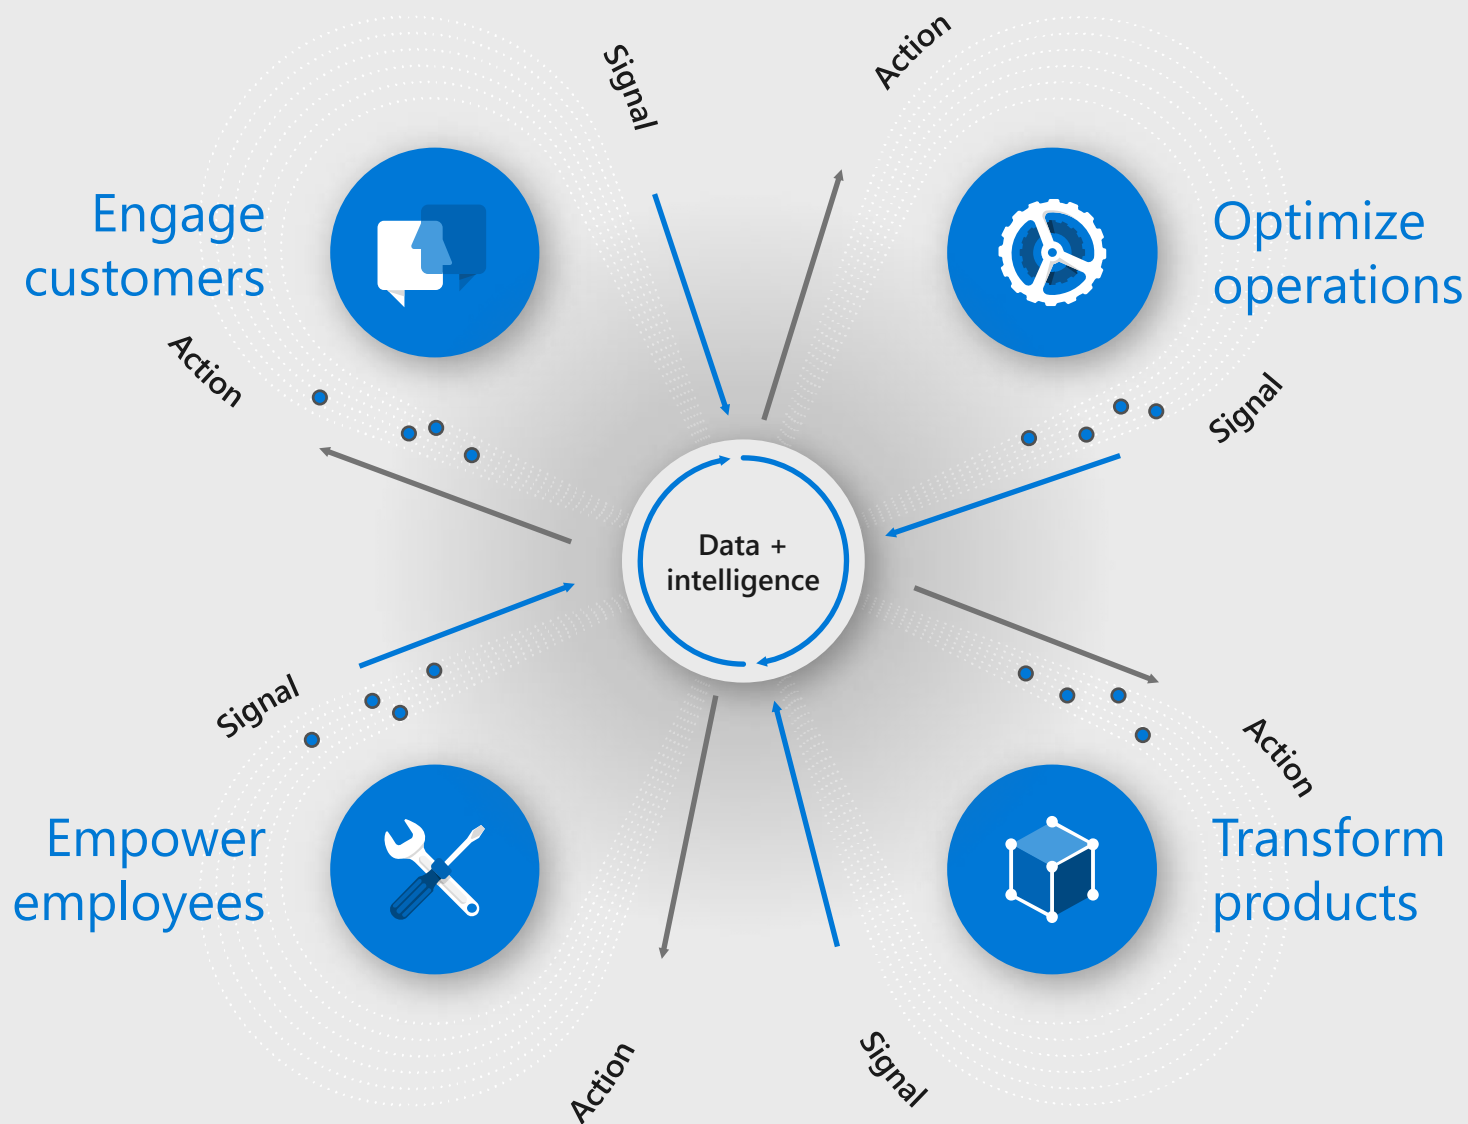 Signal
Action
Engage
customers
Optimize
operations
Action
Signal
Data +
intelligence
Signal
Action
Empower
employees
Transform
products
Action
Signal